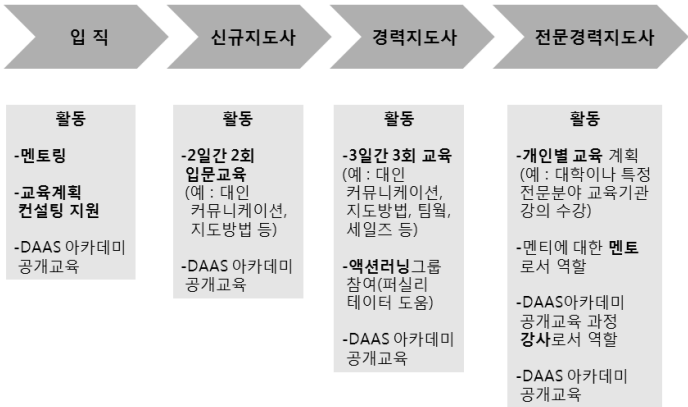 입 직
신규지도사
경력지도사
전문경력지도사
활동
-멘토링
-교육계획
컨설팅 지원
-DAAS 아카데미
공개교육
활동
-2일간 2회
입문교육
(예 : 대인
커뮤니케이션,
지도방법 등)
-DAAS 아카데미
공개교육
활동
-3일간 3회 교육
(예 : 대인
커뮤니케이션,
지도방법, 팀웤,
세일즈 등)
-액션러닝그룹
참여(퍼실리
테이터 도움)
-DAAS 아카데미
공개교육
활동
-개인별 교육 계획
(예 : 대학이나 특정
전문분야 교육기관
강의 수강)
-멘티에 대한 멘토
로서 역할
-DAAS아카데미
공개교육 과정
강사로서 역할
-DAAS 아카데미
공개교육